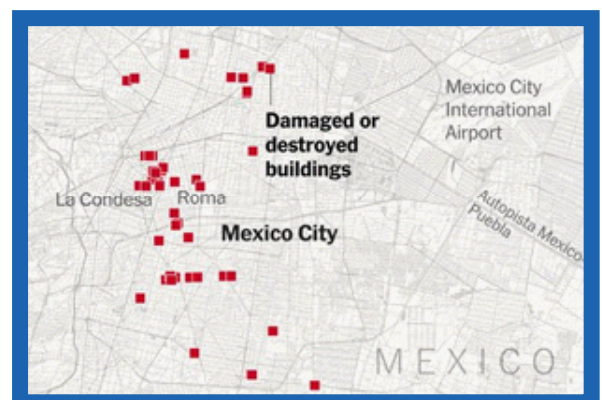 Mexico City
International
Airport
Damaged or
destroyed
buildings
La Condesa
Roma
Autopista Mexico-
Puebla
Mexico City
MEXICO